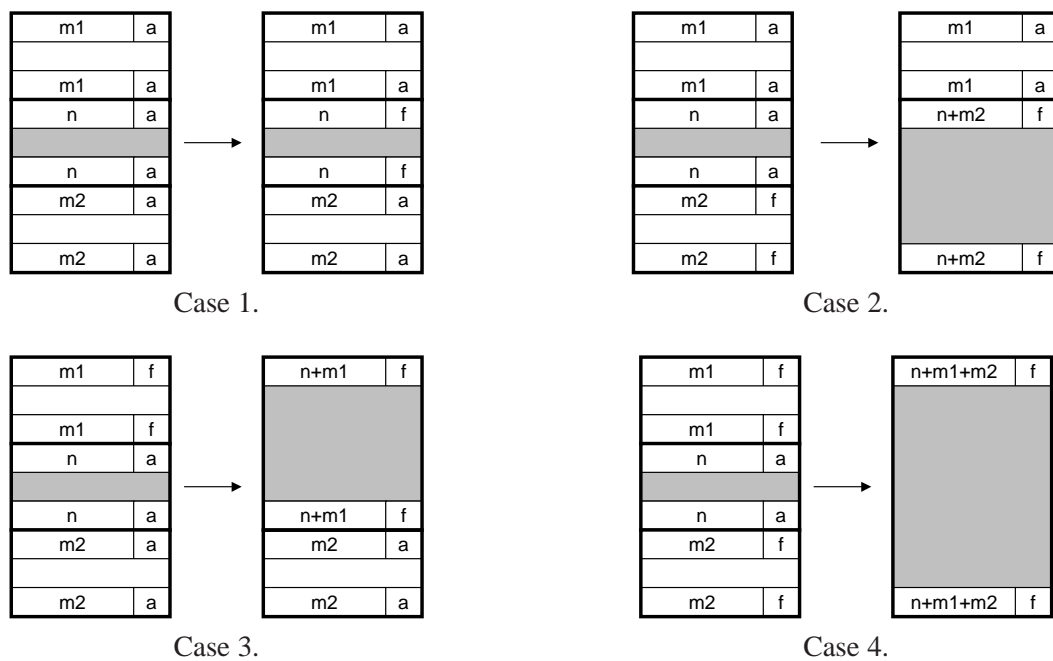 m1 a m1 a m1 a m1 a
m1 a m1 a m1 a m1 a
n a n f n a n+m2 f
n a n f n a
m2 a m2 a m2 f
m2 a m2 a m2 f n+m2 f
Case 1. Case 2.
m1 f n+m1 f m1 f n+m1+m2 f
m1 f m1 f
n a n a
n a n+m1 f n a
m2 a m2 a m2 f
m2 a m2 a m2 f n+m1+m2 f
Case 3. Case 4.